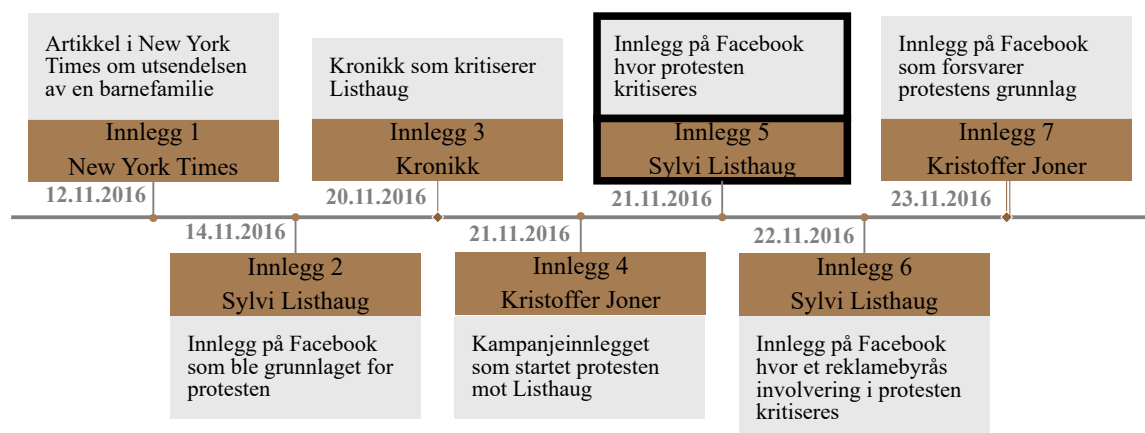 Artikkel i New York
Times om utsendelsen
av en barnefamilie
Innlegg 1
New York Times
12.11.2016
14.11.2016
Innlegg 2
Sylvi Listhaug
Innlegg på Facebook
som ble grunnlaget for
protesten
Kronikk som kritiserer
Listhaug
Innlegg 3
Kronikk
20.11.2016
21.11.2016
Innlegg 4
Kristoffer Joner
Kampanjeinnlegget
som startet protesten
mot Listhaug
Innlegg på Facebook
hvor protesten
kritiseres
Innlegg 5
Sylvi Listhaug
21.11.2016
22.11.2016
Innlegg 6
Sylvi Listhaug
Innlegg på Facebook
hvor et reklamebyrås
involvering i protesten
kritiseres
Innlegg på Facebook
som forsvarer
protestens grunnlag
Innlegg 7
Kristoffer Joner
23.11.2016